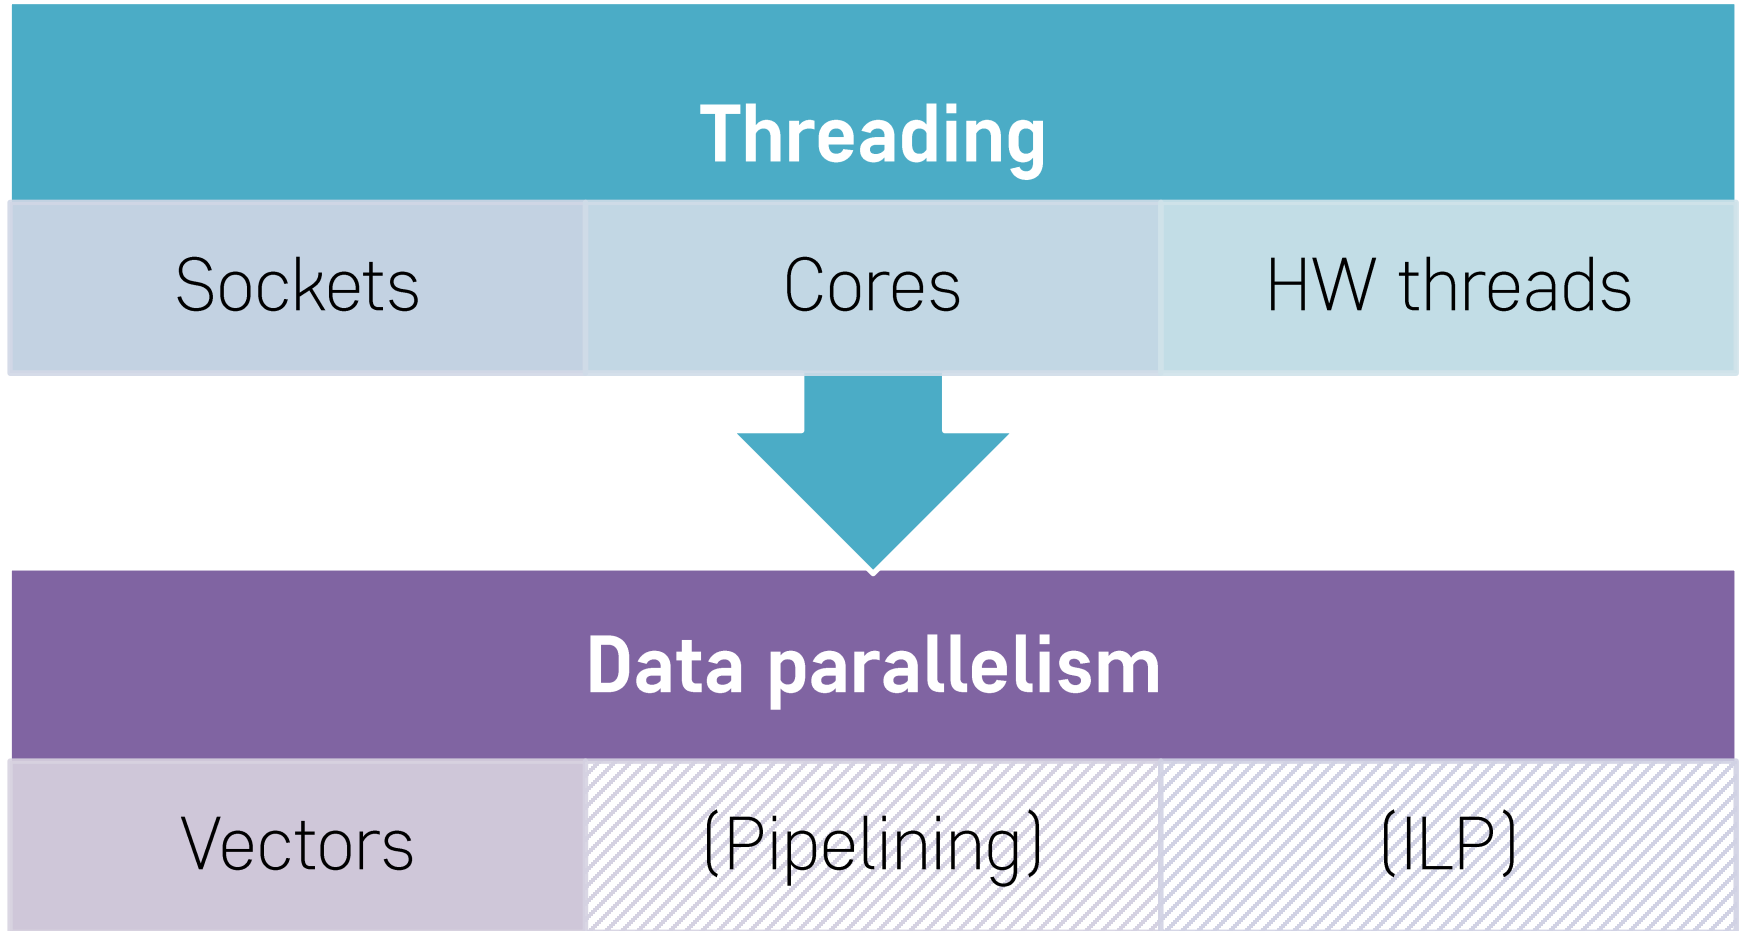 Threading
Sockets Cores HW threads
Data parallelism
Vectors (Pipelining) (ILP)